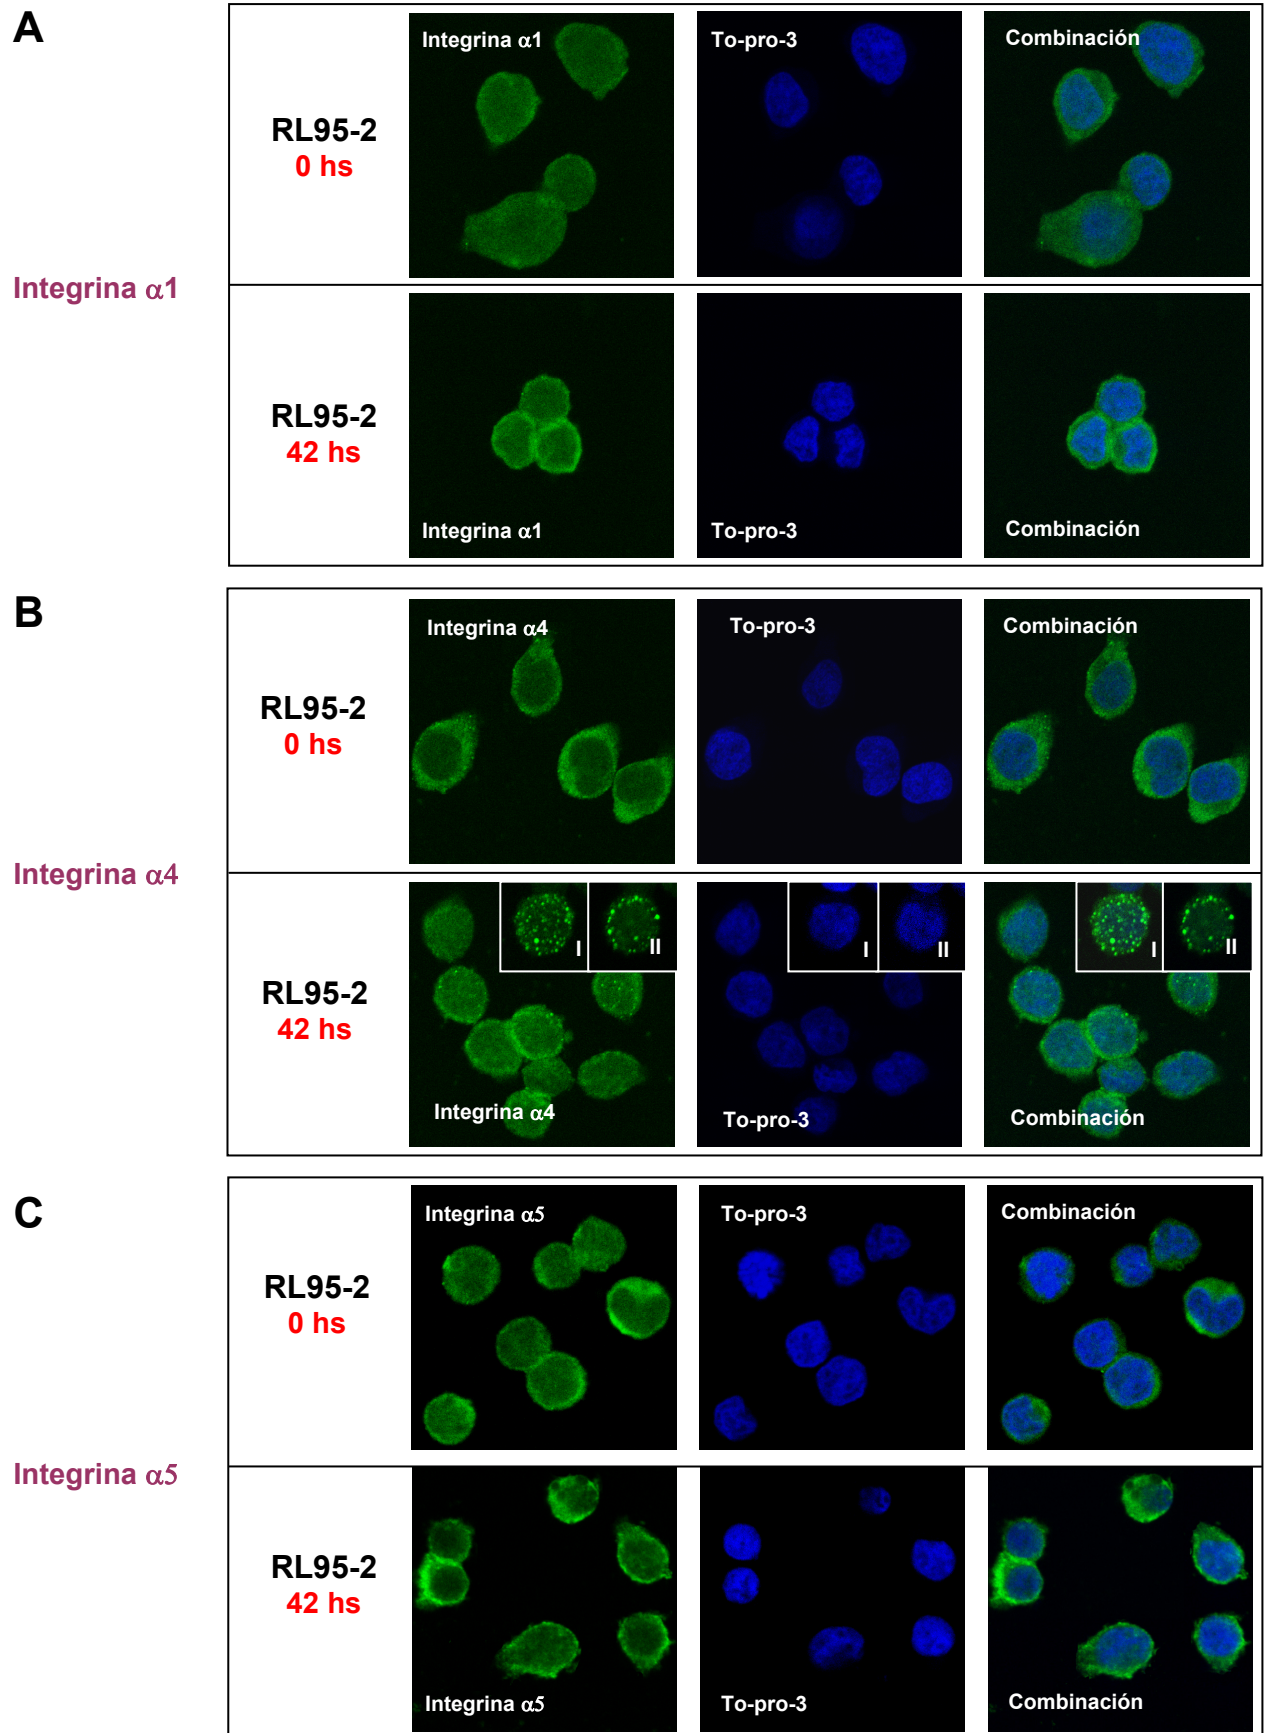 A
Integrina α1
RL95-2
0 hs
Integrina α1
To-pro-3
Combinación
RL95-2
42 hs
Integrina α1
To-pro-3
Combinación
B
Integrina α4
RL95-2
0 hs
Integrina α4
To-pro-3
Combinación
RL95-2
42 hs
I
II
I
II
I
II
Integrina α4
To-pro-3
Combinación
C
Integrina α5
RL95-2
0 hs
Integrina α5
To-pro-3
Combinación
RL95-2
42 hs
Integrina α5
To-pro-3
Combinación